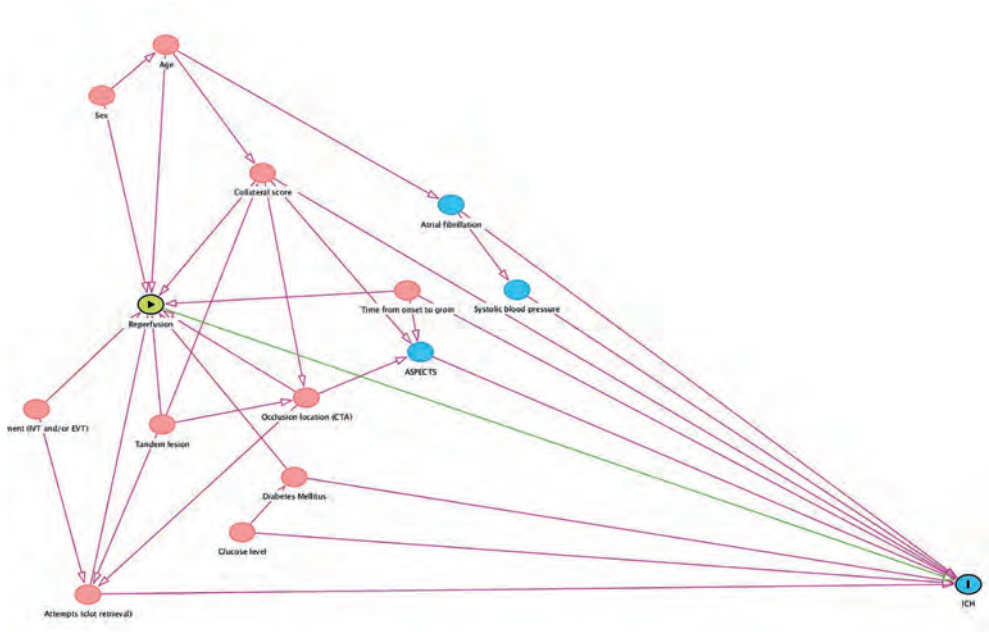 Age
Sex
Collateral score
Atrial fibrillation
Time from onset to groin
Systolic blood pressure
Reperfusion
ASPECTS
Occlusion location (CTA)
ment (IVT and/or EVT)
Tandem lesion
Diabetes Mellitus
Glucose level
ICH
Attempts (clot retrieval)